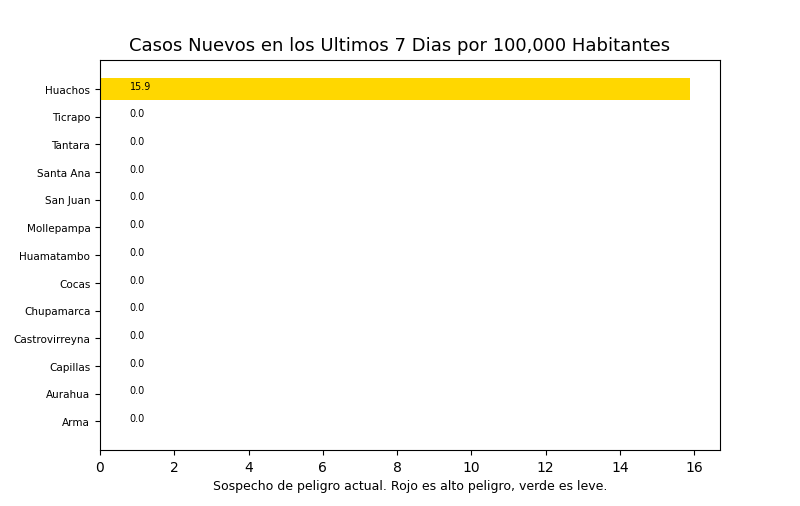 Casos Nuevos en los Ultimos 7 Dias por 100,000 Habitantes
Huachos 15.9
Ticrapo 0.0
Tantara 0.0
Santa Ana 0.0
San Juan 0.0
Mollepampa 0.0
Huamatambo 0.0
Cocas 0.0
Chupamarca 0.0
Castrovirreyna 0.0
Capillas 0.0
Aurahua 0.0
Arma 0.0
0 2 4 6 8 10 12 14 16
Sospecho de peligro actual. Rojo es alto peligro, verde es leve.